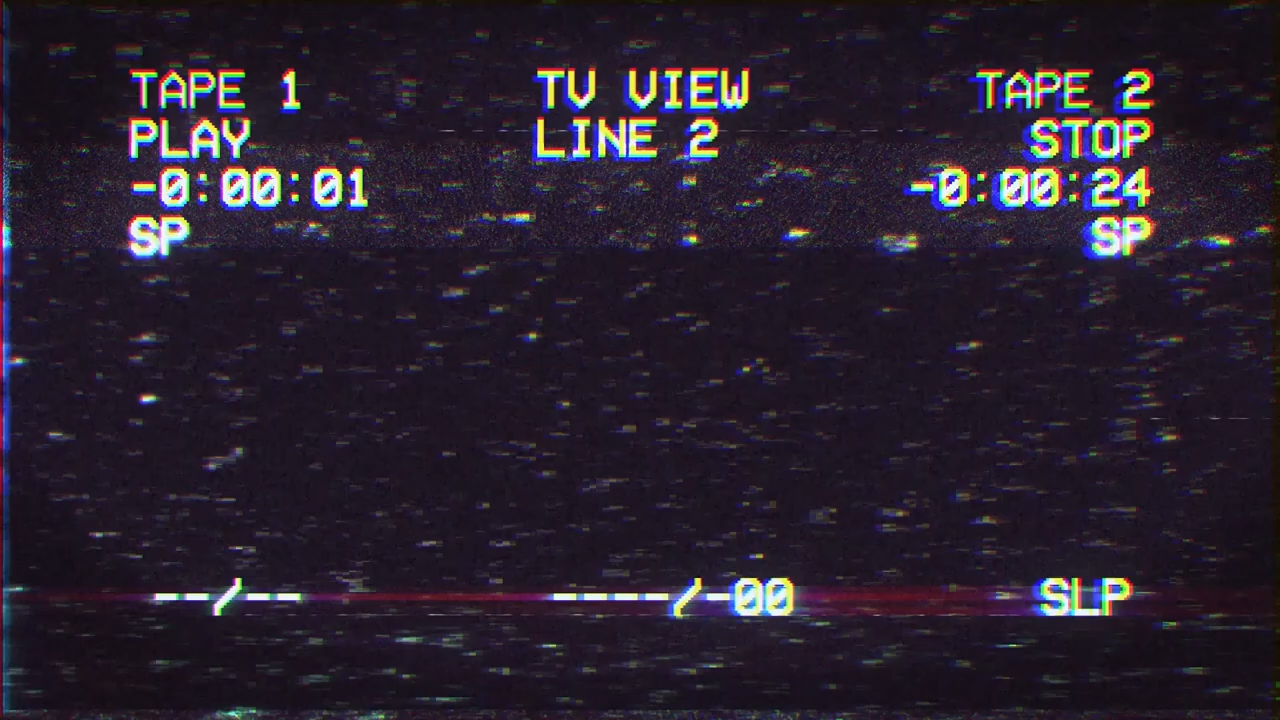 TAPE 1 TV VIEW TAPE 2
PLAY LINE 2 STOP
-0:00:01 -0:00:24
SP SP
--/-- ----/-00 SLP